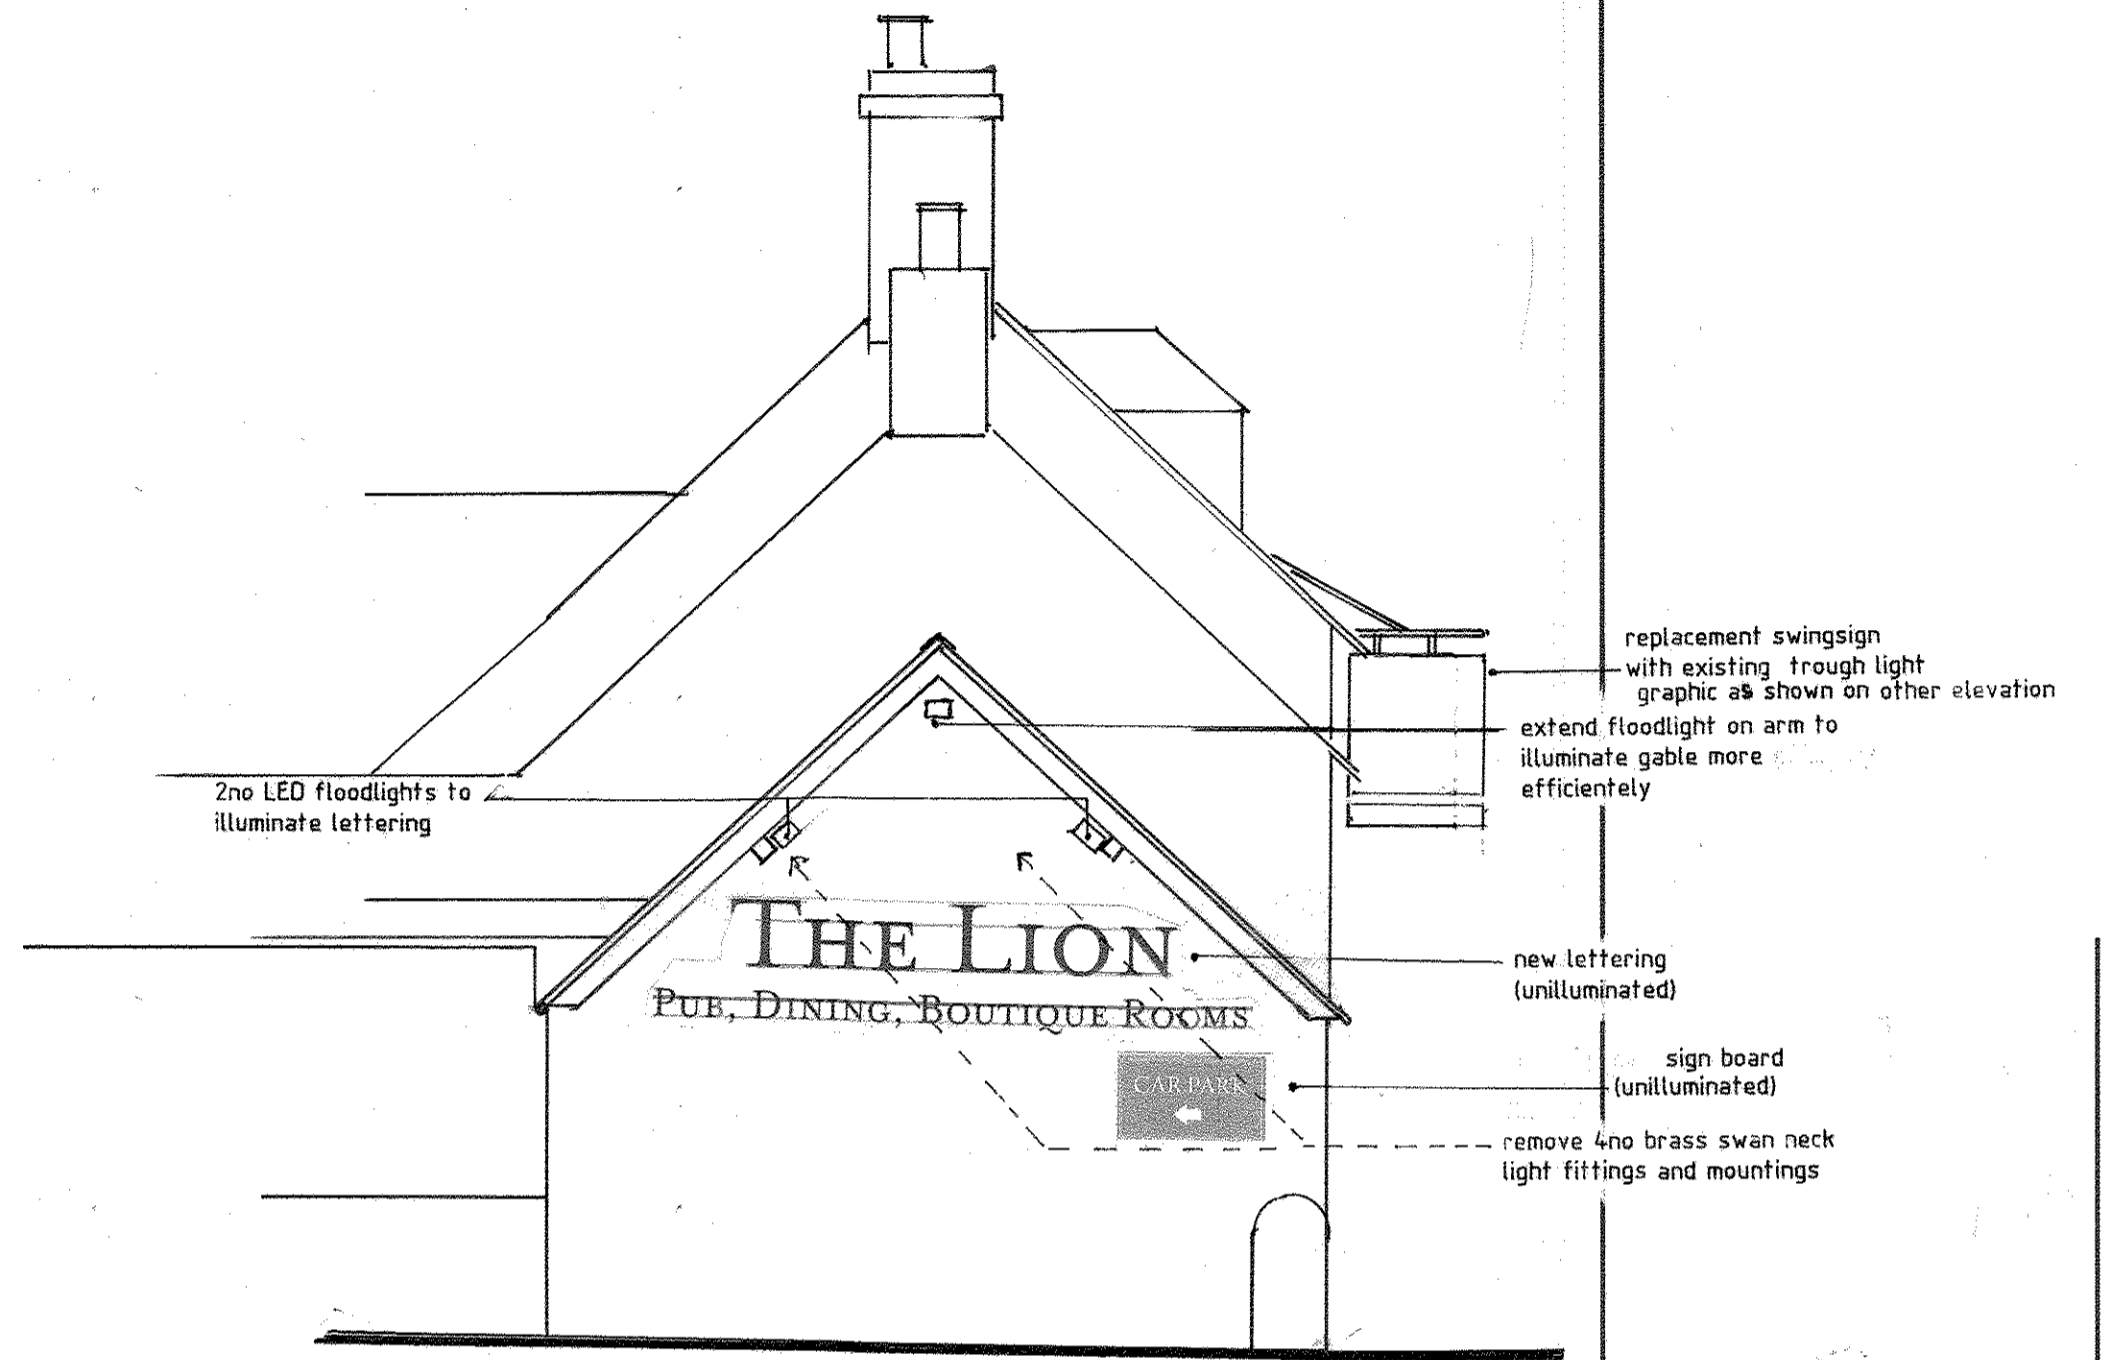 replacement swingsign
with existing trough light
graphic as shown on other elevation
extend floodlight on arm to
illuminate gable more
efficientely
2no LED floodlights to
illuminate lettering
THE LION
PUB, DINING, BOUTIQUE ROOMS
new lettering
(unilluminated)
CAR PARK
sign board
(unilluminated)
remove 4no brass swan neck
light fittings and mountings